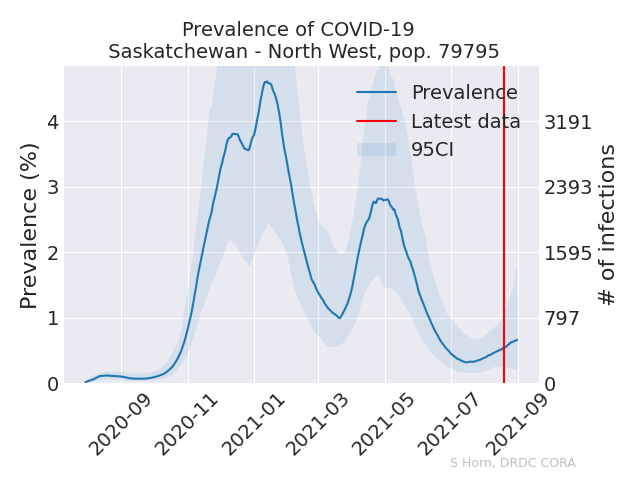 Prevalence of COVID-19
Saskatchewan - North West, pop. 79795
Prevalence
Latest data
95CI
Prevalence (%)
4
3
2
1
0
3191
2393
1595
797
0
# of infections
2020-09
2020-11
2021-01
2021-03
2021-05
2021-07
2021-09
S Horn, DRDC CORA